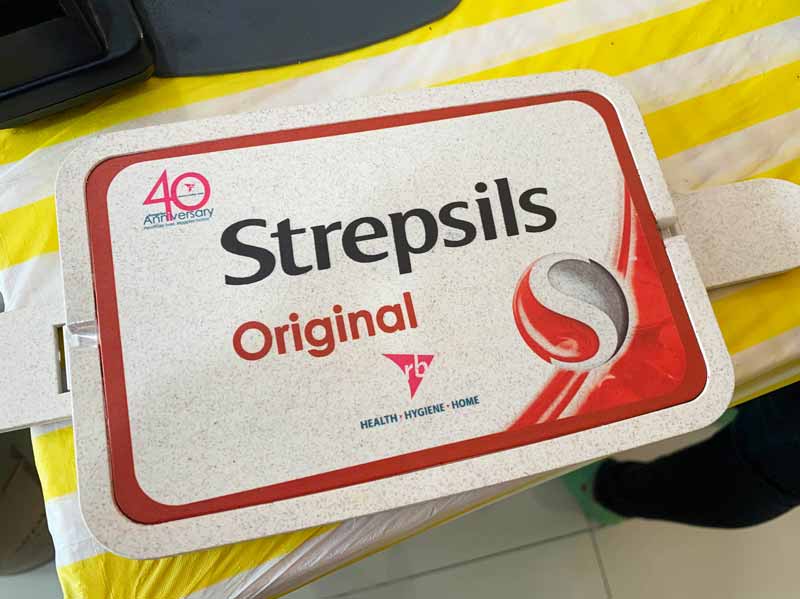 40
Anniversary
Strepsils
Original
rb
HEALTH • HYGIENE • HOME